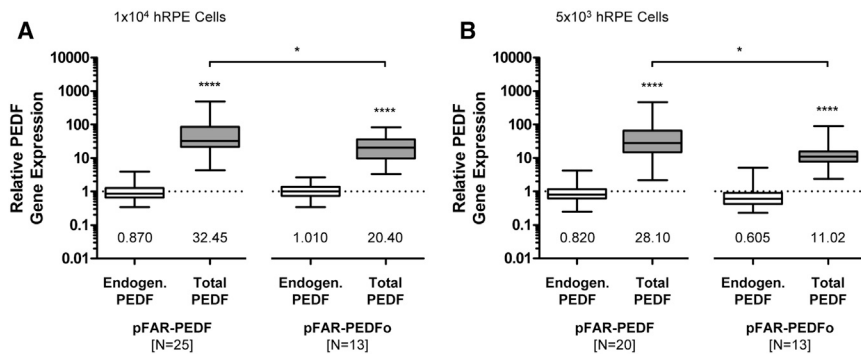 A
1x10⁴ hRPE Cells
Relative PEDF
Gene Expression
10000
1000
100
10
1
0.1
0.01
*
****
****
0.870
32.45
1.010
20.40
Endogen.
PEDF
Total
PEDF
Endogen.
PEDF
Total
PEDF
pFAR-PEDF
[N=25]
pFAR-PEDFo
[N=13]
B
5x10³ hRPE Cells
Relative PEDF
Gene Expression
10000
1000
100
10
1
0.1
0.01
*
****
****
0.820
28.10
0.605
11.02
Endogen.
PEDF
Total
PEDF
Endogen.
PEDF
Total
PEDF
pFAR-PEDF
[N=20]
pFAR-PEDFo
[N=13]